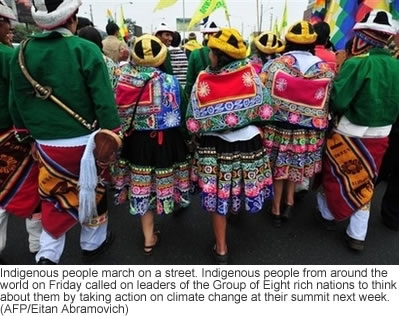 Indigenous people march on a street. Indigenous people from around the
world on Friday called on leaders of the Group of Eight rich nations to think
about them by taking action on climate change at their summit next week.
(AFP/Eitan Abramovich)